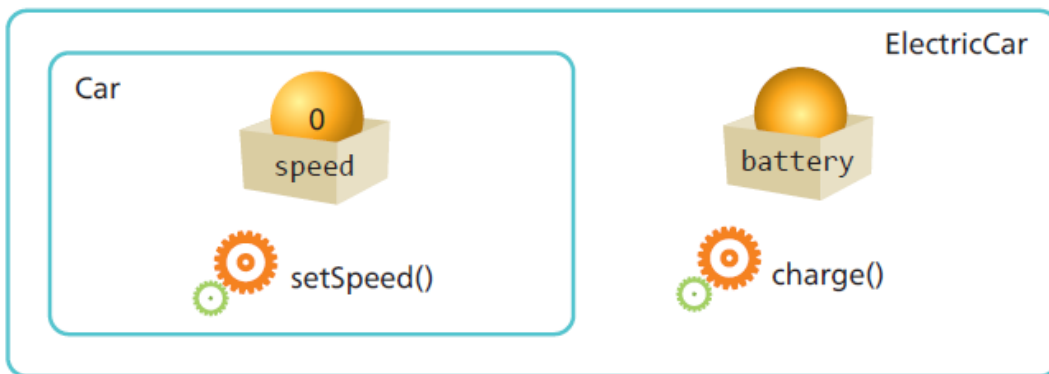 ElectricCar
Car
0
speed
battery
setSpeed()
charge()